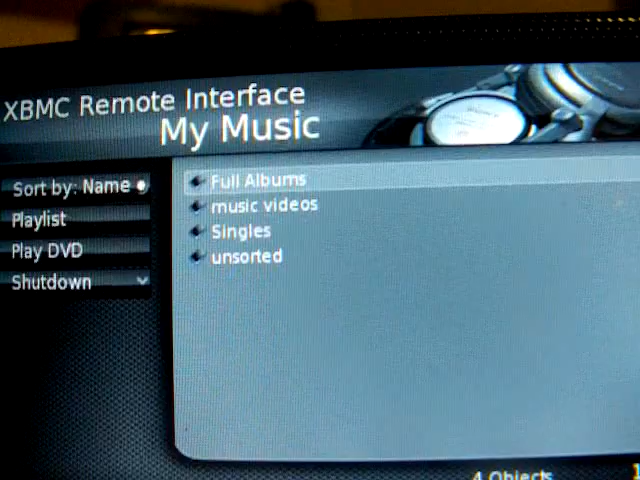 XBMC Remote Interface
My Music
Sort by: Name
Playlist
Play DVD
Shutdown
Full Albums
music videos
Singles
unsorted
4 Objects